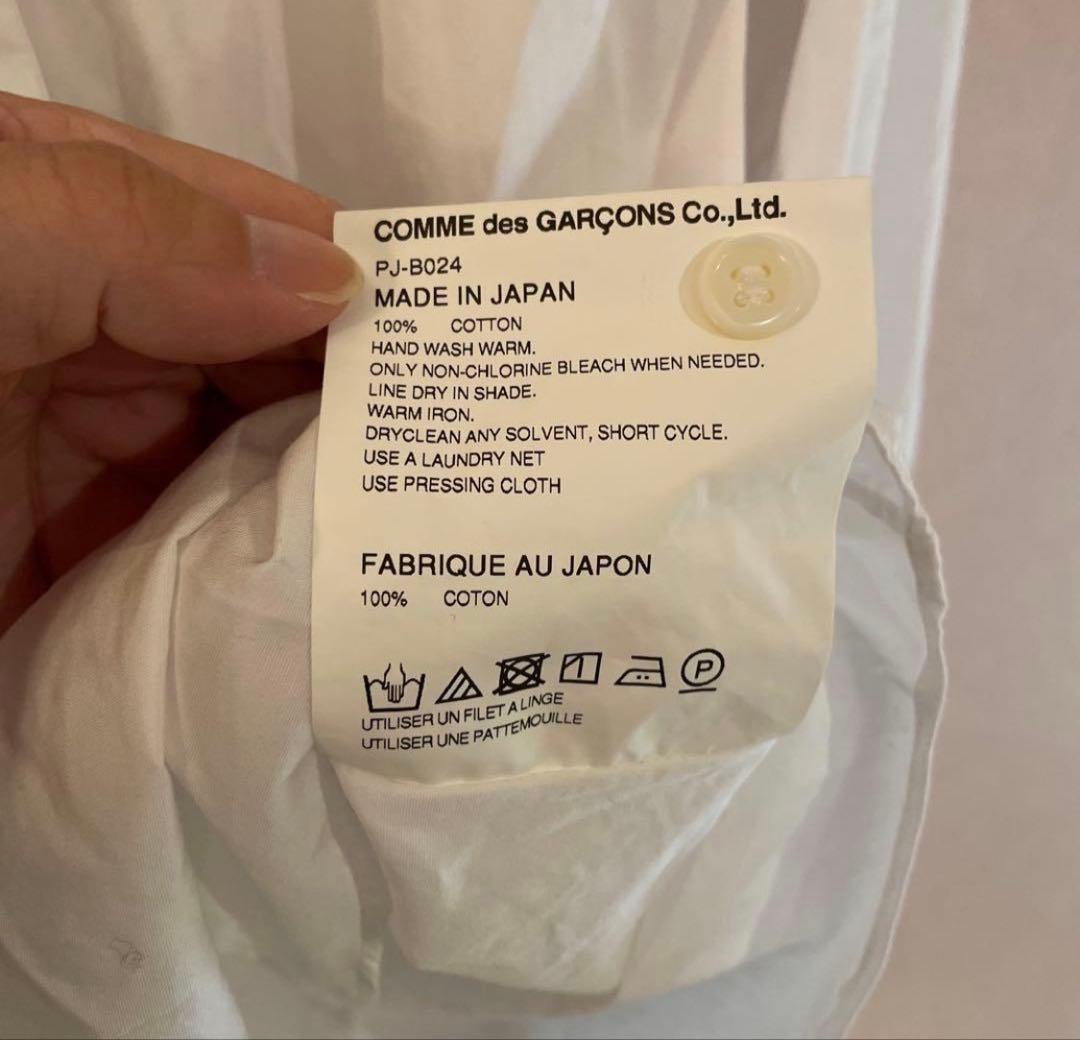 COMME des GARÇONS Co.,Ltd.
PJ-B024
MADE IN JAPAN
100% COTTON
HAND WASH WARM.
ONLY NON-CHLORINE BLEACH WHEN NEEDED.
LINE DRY IN SHADE.
WARM IRON.
DRYCLEAN ANY SOLVENT, SHORT CYCLE.
USE A LAUNDRY NET
USE PRESSING CLOTH
FABRIQUE AU JAPON
100% COTON
P
UTILISER UN FILET A LINGE
UTILISER UNE PATTEMOUILLE